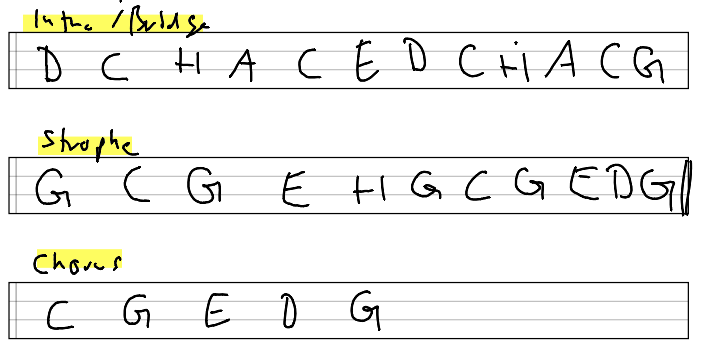 Intro / Bridge
D C H A C E D C H A C G
Strophe
G C G E H G C G E D G
Chorus
C G E D G